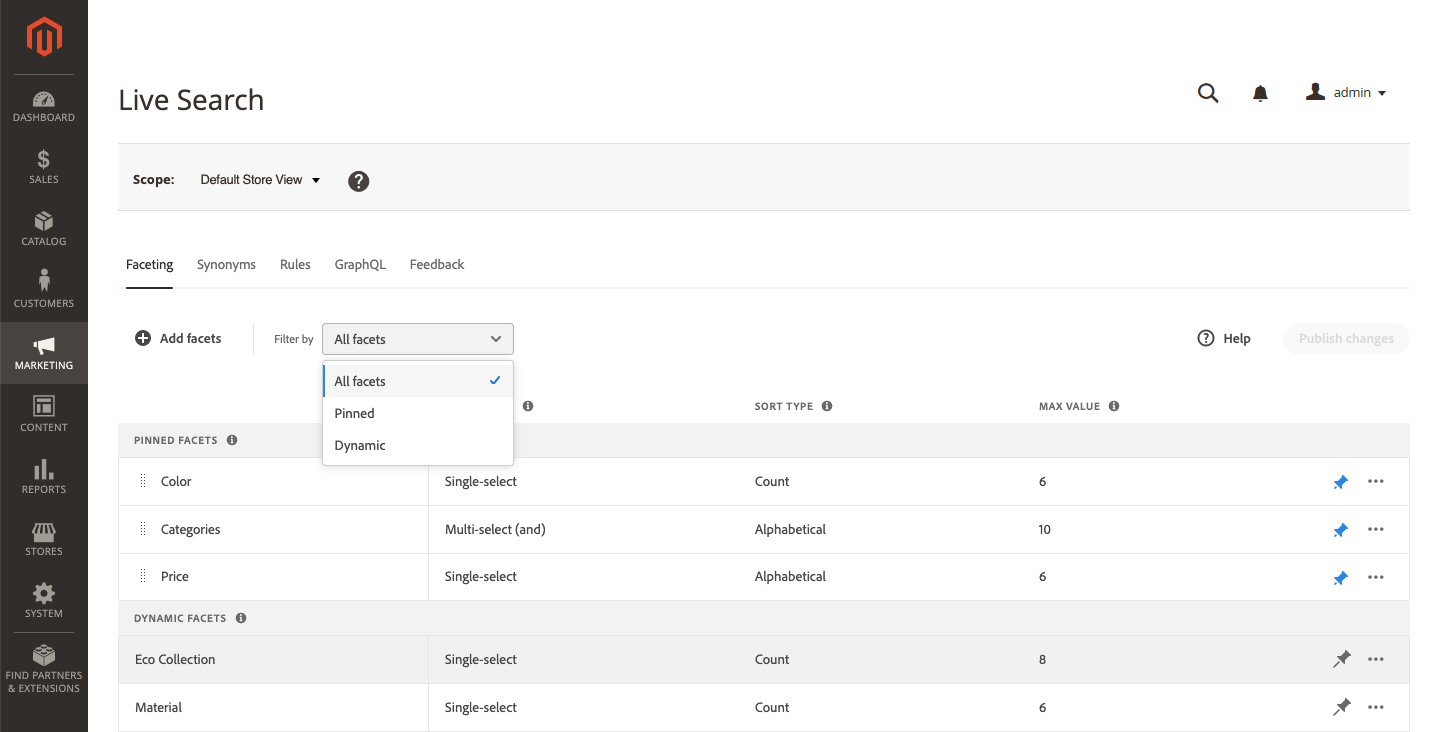 Live Search
admin
DASHBOARD
SALES
CATALOG
CUSTOMERS
MARKETING
CONTENT
REPORTS
STORES
SYSTEM
FIND PARTNERS
& EXTENSIONS
Scope: Default Store View
Faceting Synonyms Rules GraphQL Feedback
Add facets Filter by All facets Help Publish changes
All facets
Pinned
Dynamic
SORT TYPE MAX VALUE
PINNED FACETS
Color Single-select Count 6
Categories Multi-select (and) Alphabetical 10
Price Single-select Alphabetical 6
DYNAMIC FACETS
Eco Collection Single-select Count 8
Material Single-select Count 6